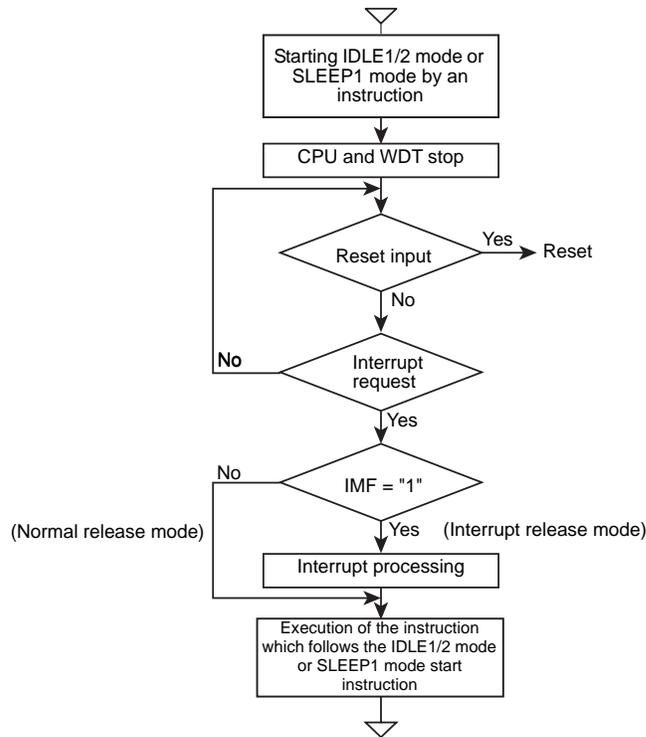 Starting IDLE1/2 mode or
SLEEP1 mode by an
instruction
CPU and WDT stop
Reset input
Yes
Reset
No
No
Interrupt
request
Yes
No
IMF = "1"
(Normal release mode)
Yes
(Interrupt release mode)
Interrupt processing
Execution of the instruction
which follows the IDLE1/2 mode
or SLEEP1 mode start
instruction